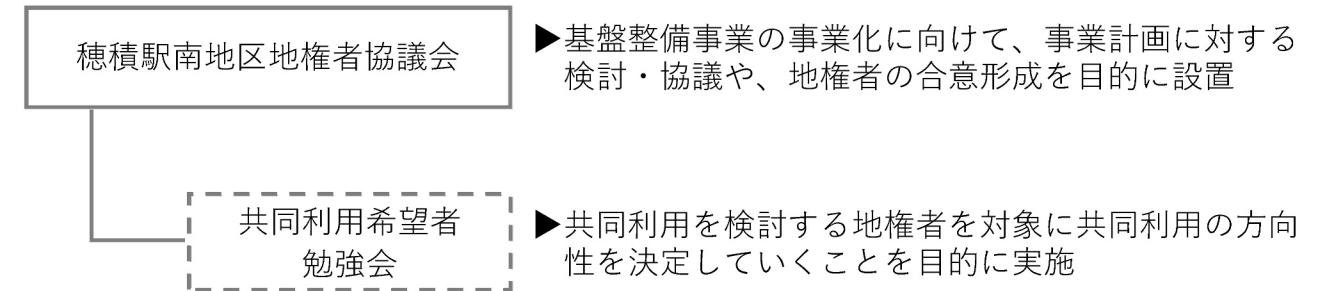 穂積駅南地区地権者協議会
▶基盤整備事業の事業化に向けて、事業計画に対する
検討・協議や、地権者の合意形成を目的に設置
共同利用希望者
勉強会
▶共同利用を検討する地権者を対象に共同利用の方向
性を決定していくことを目的に実施